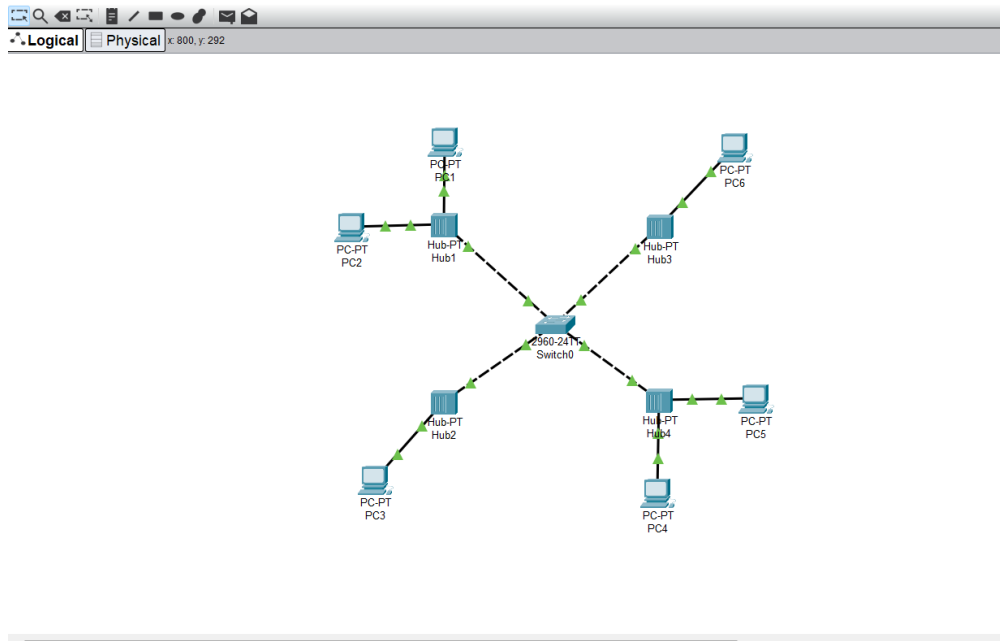 Logical Physical x: 800, y: 292
PC-PT
PC1
PC-PT
PC6
PC-PT
PC2
Hub-PT
Hub1
Hub-PT
Hub3
2960-24TT
Switch0
Hub-PT
Hub2
Hub-PT
Hub4
PC-PT
PC5
PC-PT
PC3
PC-PT
PC4